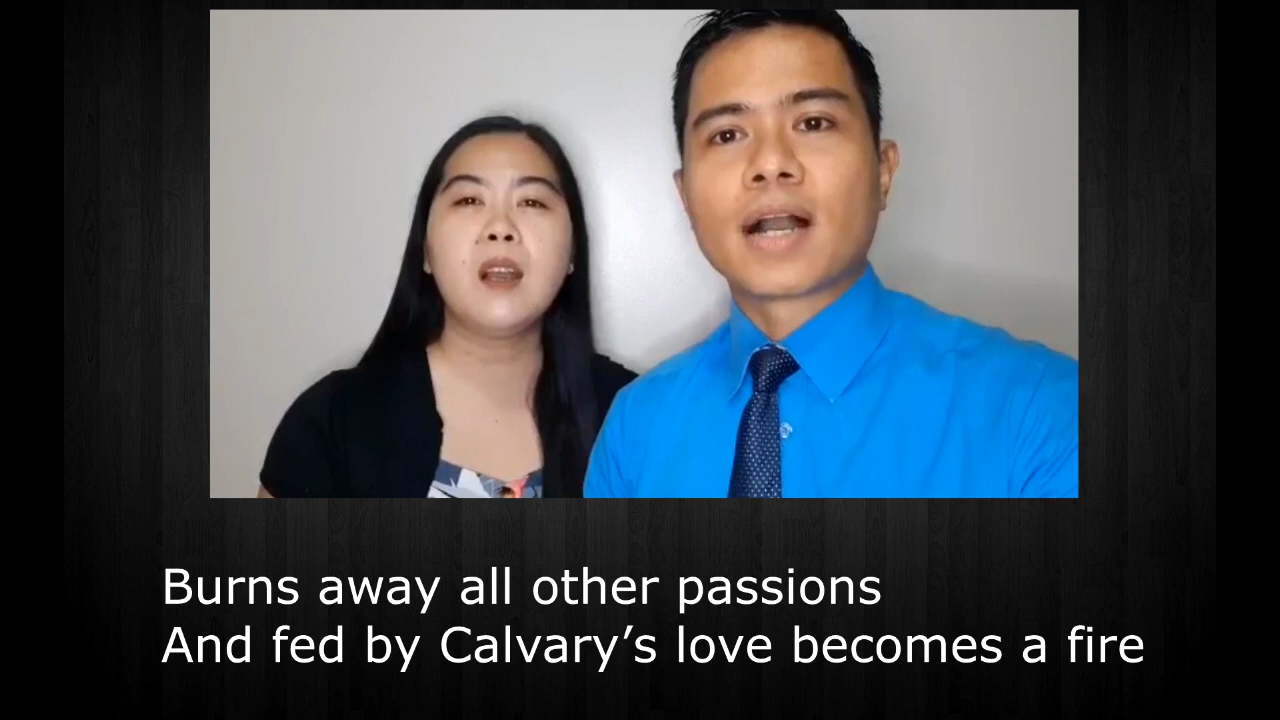 Burns away all other passions
And fed by Calvary’s love becomes a fire